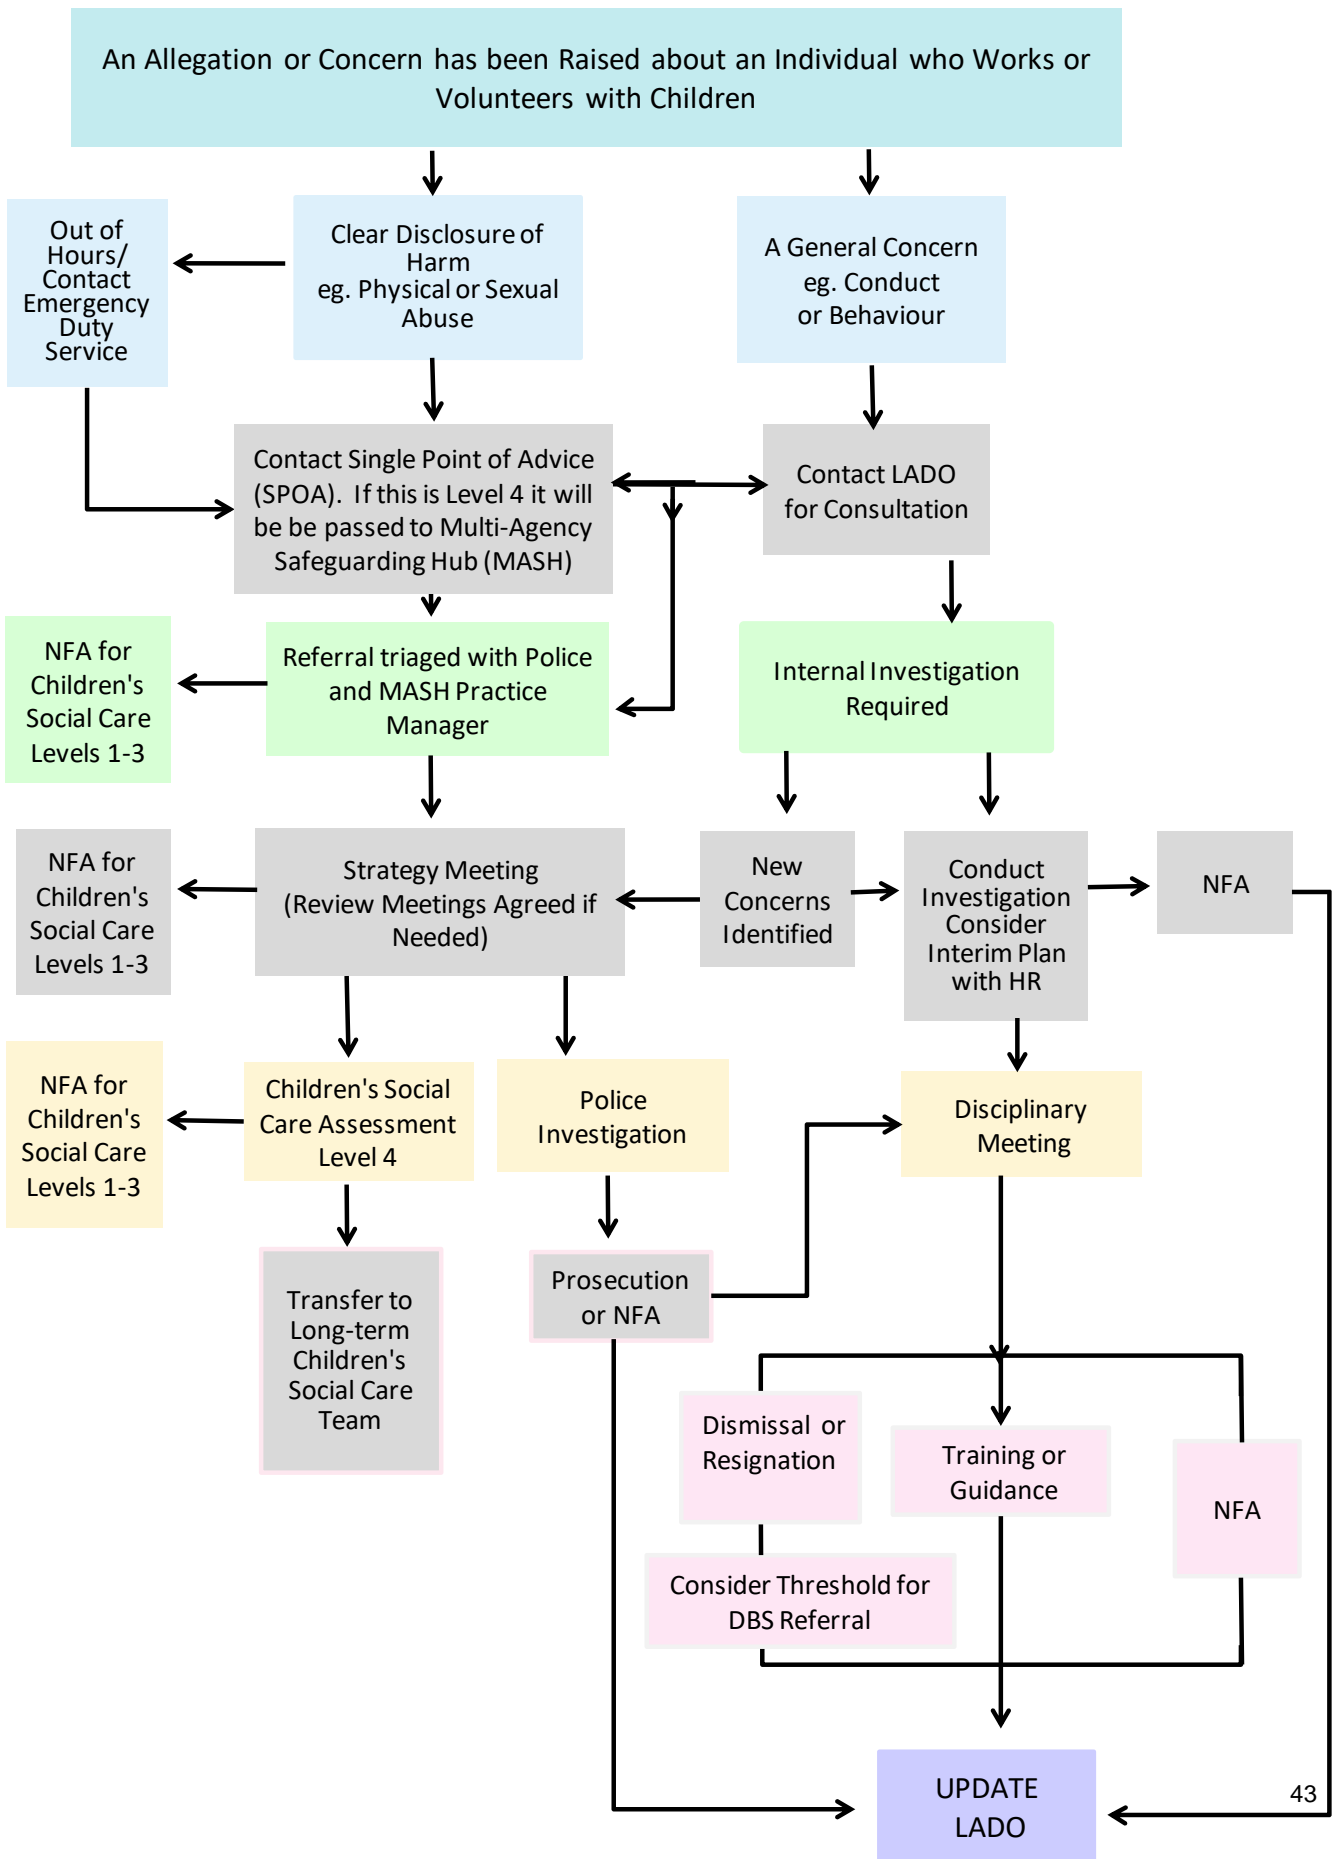 An Allegation or Concern has been Raised about an Individual who Works or
Volunteers with Children
Out of
Hours/
Contact
Emergency
Duty
Service
Clear Disclosure of
Harm
eg. Physical or Sexual
Abuse
A General Concern
eg. Conduct
or Behaviour
Contact Single Point of Advice
(SPOA). If this is Level 4 it will
be be passed to Multi-Agency
Safeguarding Hub (MASH)
Contact LADO
for Consultation
NFA for
Children's
Social Care
Levels 1-3
Referral triaged with Police
and MASH Practice
Manager
Internal Investigation
Required
NFA for
Children's
Social Care
Levels 1-3
Strategy Meeting
(Review Meetings Agreed if
Needed)
New
Concerns
Identified
Conduct
Investigation
Consider
Interim Plan
with HR
NFA
NFA for
Children's
Social Care
Levels 1-3
Children's Social
Care Assessment
Level 4
Police
Investigation
Disciplinary
Meeting
Transfer to
Long-term
Children's
Social Care
Team
Prosecution
or NFA
Dismissal or
Resignation
Training or
Guidance
NFA
Consider Threshold for
DBS Referral
UPDATE
LADO
43